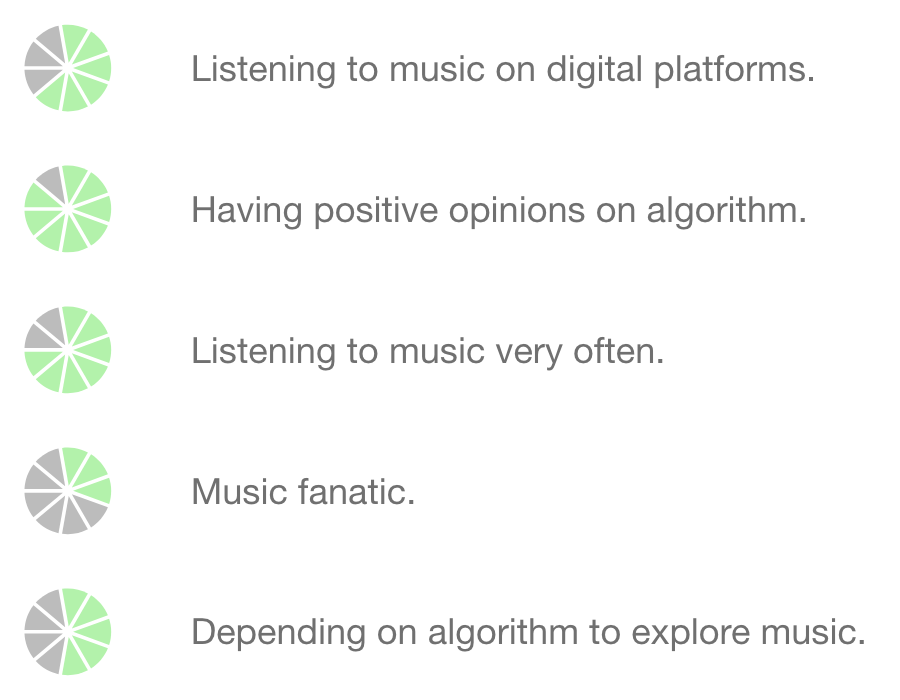 Listening to music on digital platforms.
Having positive opinions on algorithm.
Listening to music very often.
Music fanatic.
Depending on algorithm to explore music.